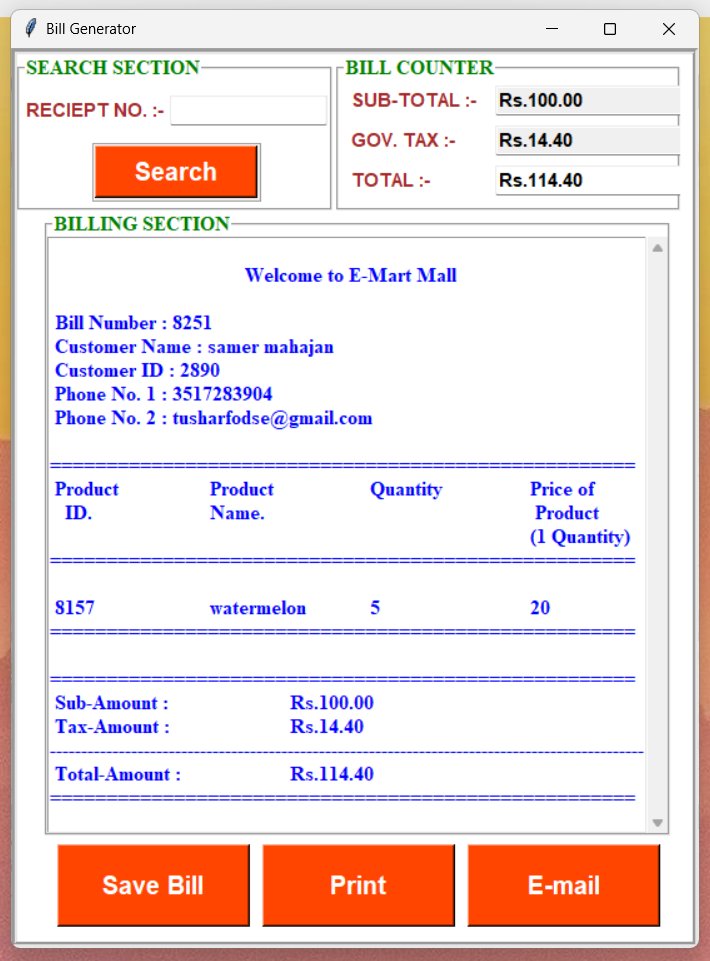 Bill Generator
SEARCH SECTION
RECIEPT NO. :-
Search
BILL COUNTER
SUB-TOTAL :- Rs.100.00
GOV. TAX :- Rs.14.40
TOTAL :- Rs.114.40
BILLING SECTION
Welcome to E-Mart Mall
Bill Number : 8251
Customer Name : samer mahajan
Customer ID : 2890
Phone No. 1 : 3517283904
Phone No. 2 : tusharfodse@gmail.com
Product Product Quantity Price of
ID. Name. Product
(1 Quantity)
8157 watermelon 5 20
Sub-Amount : Rs.100.00
Tax-Amount : Rs.14.40
Total-Amount : Rs.114.40
Save Bill Print E-mail